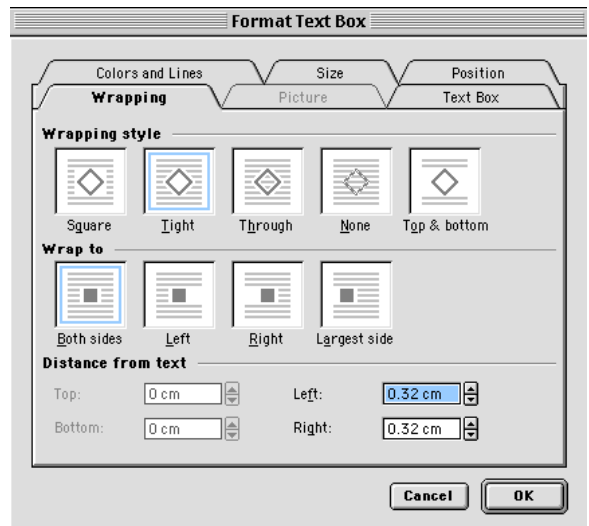 Format Text Box
Colors and Lines Size Position
Wrapping Picture Text Box
Wrapping style
Square Tight Through None Top & bottom
Wrap to
Both sides Left Right Largest side
Distance from text
Top: 0 cm Left: 0.32 cm
Bottom: 0 cm Right: 0.32 cm
Cancel OK